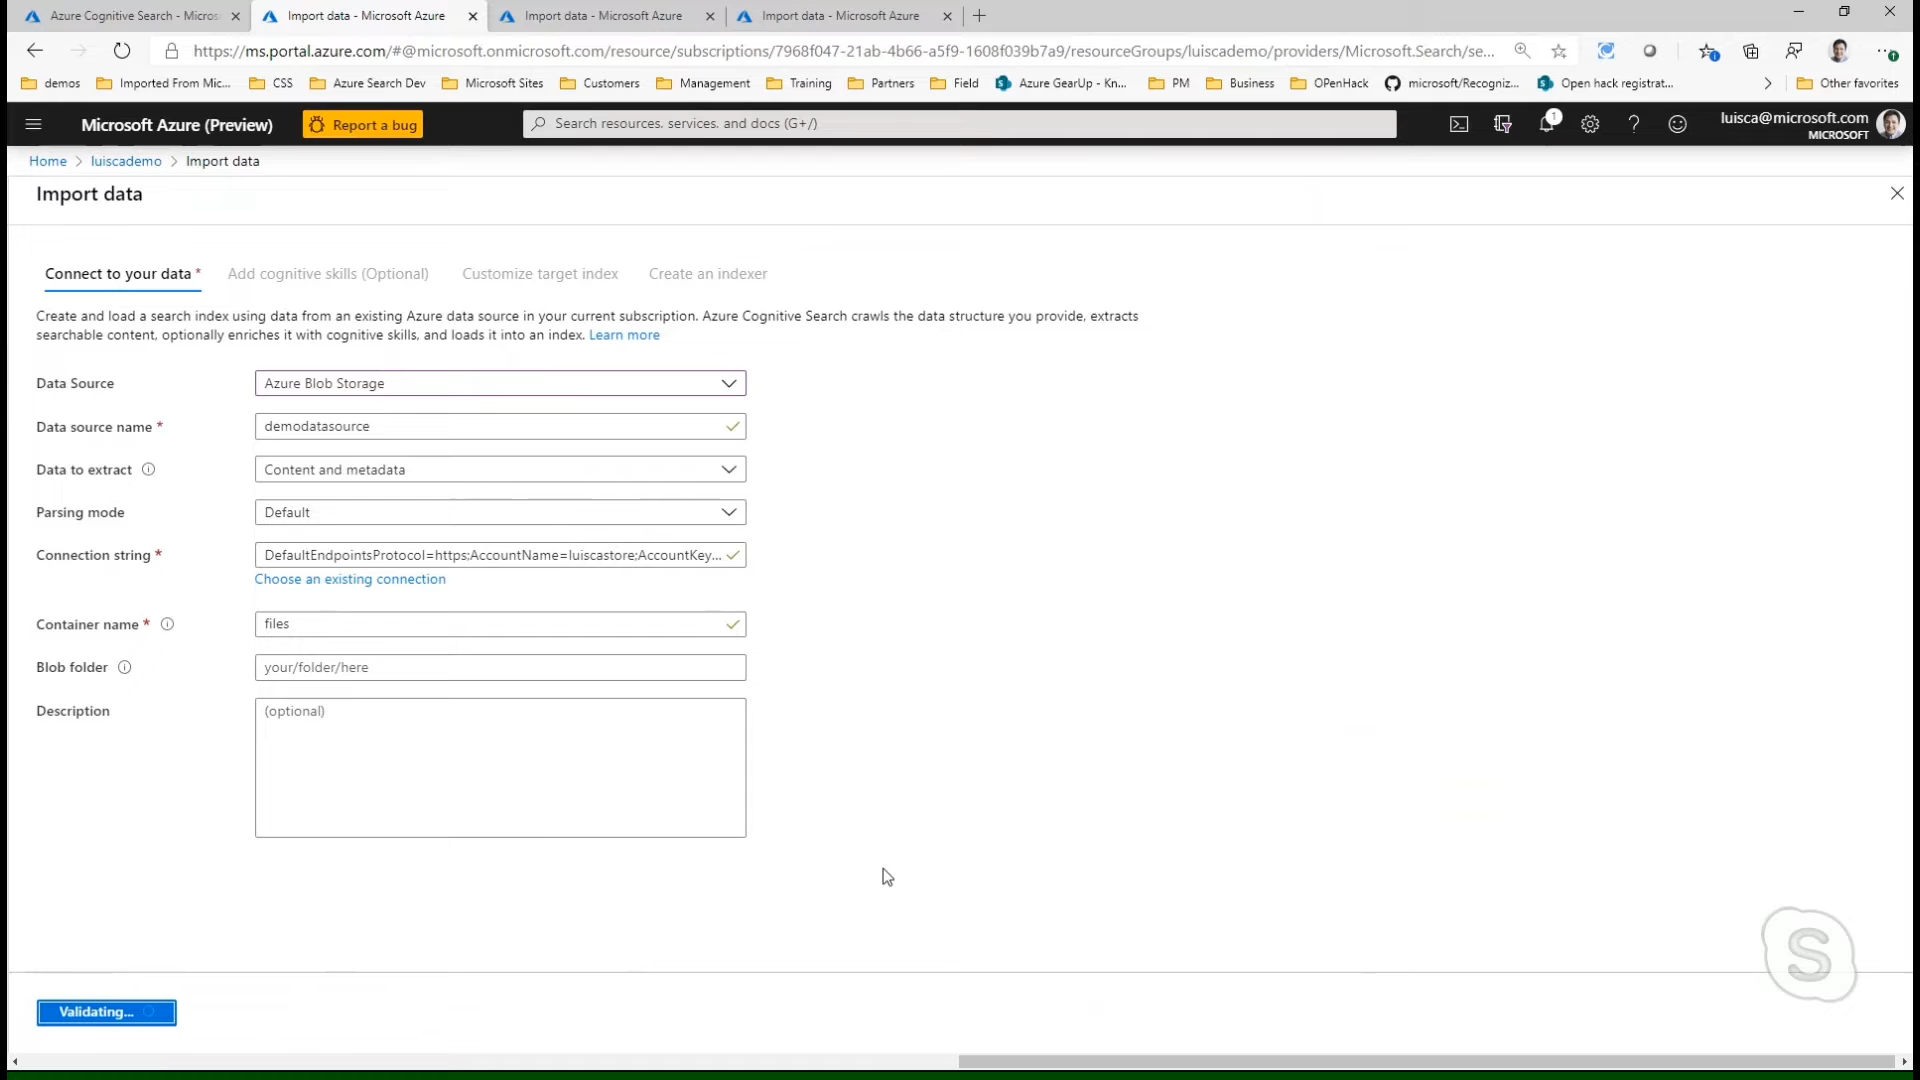 Azure Cognitive Search - Micros
Import data - Microsoft Azure
Import data - Microsoft Azure
Import data - Microsoft Azure
https://ms.portal.azure.com/#@microsoft.onmicrosoft.com/resource/subscriptions/7968f047-21ab-4b66-a5f9-1608f039b7a9/resourceGroups/luiscademo/providers/Microsoft.Search/se...
demos
Imported From Mic...
CSS
Azure Search Dev
Microsoft Sites
Customers
Management
Training
Partners
Field
Azure GearUp - Kn...
PM
Business
OPenHack
microsoft/Recogniz...
Open hack registrat...
Other favorites
Microsoft Azure (Preview)
Report a bug
Search resources, services, and docs (G+/)
1
luisca@microsoft.com
MICROSOFT
Home > luiscademo > Import data
Import data
Connect to your data *
Add cognitive skills (Optional)
Customize target index
Create an indexer
Create and load a search index using data from an existing Azure data source in your current subscription. Azure Cognitive Search crawls the data structure you provide, extracts
searchable content, optionally enriches it with cognitive skills, and loads it into an index. Learn more
Data Source
Azure Blob Storage
Data source name *
demodatasource
Data to extract
Content and metadata
Parsing mode
Default
Connection string *
DefaultEndpointsProtocol=https;AccountName=luiscastore;AccountKey...
Choose an existing connection
Container name *
files
Blob folder
your/folder/here
Description
(optional)
S
Validating...